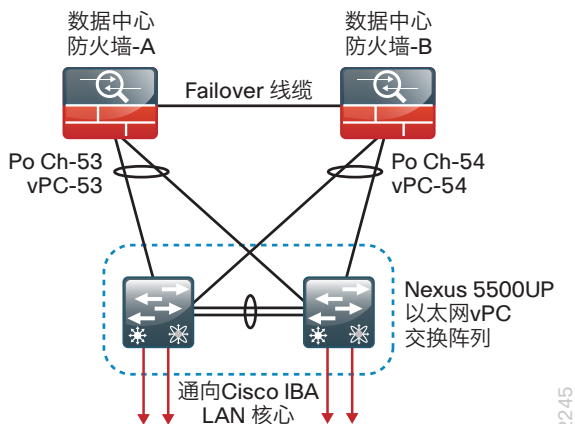 数据中心
防火墙-A
数据中心
防火墙-B
Failover 线缆
Po Ch-53
vPC-53
Po Ch-54
vPC-54
Nexus 5500UP
以太网vPC
交换阵列
通向Cisco IBA
LAN 核心
2245